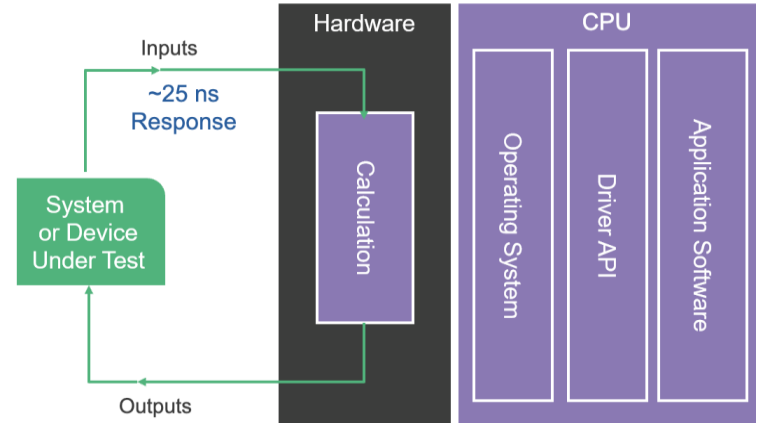 Hardware
CPU
Inputs
~25 ns
Response
System
or Device
Under Test
Calculation
Operating System
Driver API
Application Software
Outputs